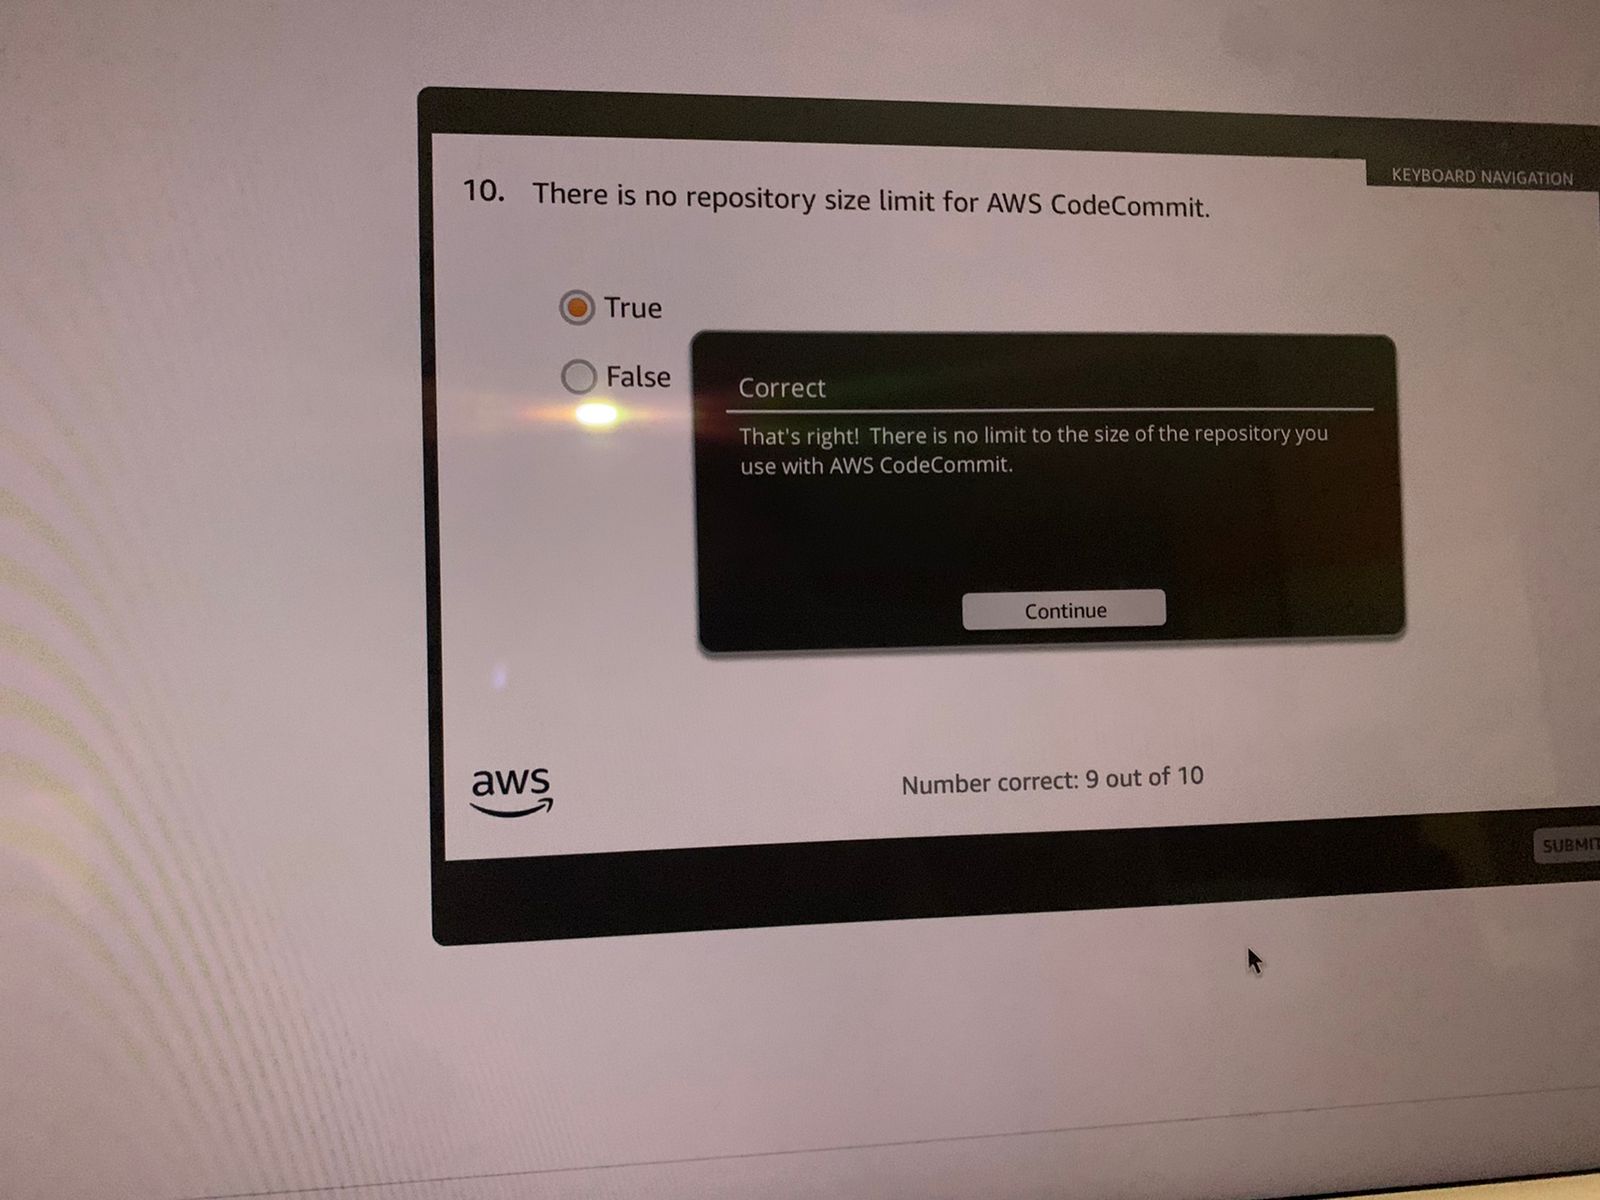 KEYBOARD NAVIGATION
10. There is no repository size limit for AWS CodeCommit.
True
False
Correct
That's right! There is no limit to the size of the repository you
use with AWS CodeCommit.
Continue
aws
Number correct: 9 out of 10
SUBMIT